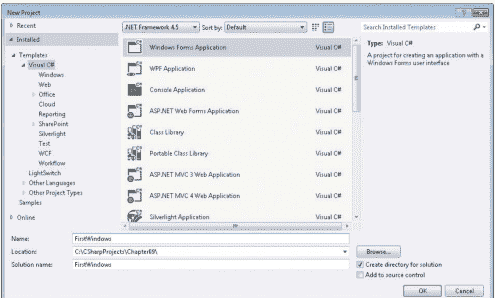 New Project
Recent
.NET Framework 4.5
Sort by: Default
Search Installed Templates
Installed
Templates
Visual C#
Windows
Web
Office
Cloud
Reporting
SharePoint
Silverlight
Test
WCF
Workflow
LightSwitch
Other Languages
Other Project Types
Samples
Online
Windows Forms Application Visual C#
WPF Application Visual C#
Console Application Visual C#
ASP.NET Web Forms Application Visual C#
Class Library Visual C#
Portable Class Library Visual C#
ASP.NET MVC 3 Web Application Visual C#
ASP.NET MVC 4 Web Application Visual C#
Silverlight Application Visual C#
Type: Visual C#
A project for creating an application with a
Windows Forms user interface
Name: FirstWindows
Location: C:\CSharpProjects\Chapter09\
Browse...
Solution name: FirstWindows
Create directory for solution
Add to source control
OK Cancel